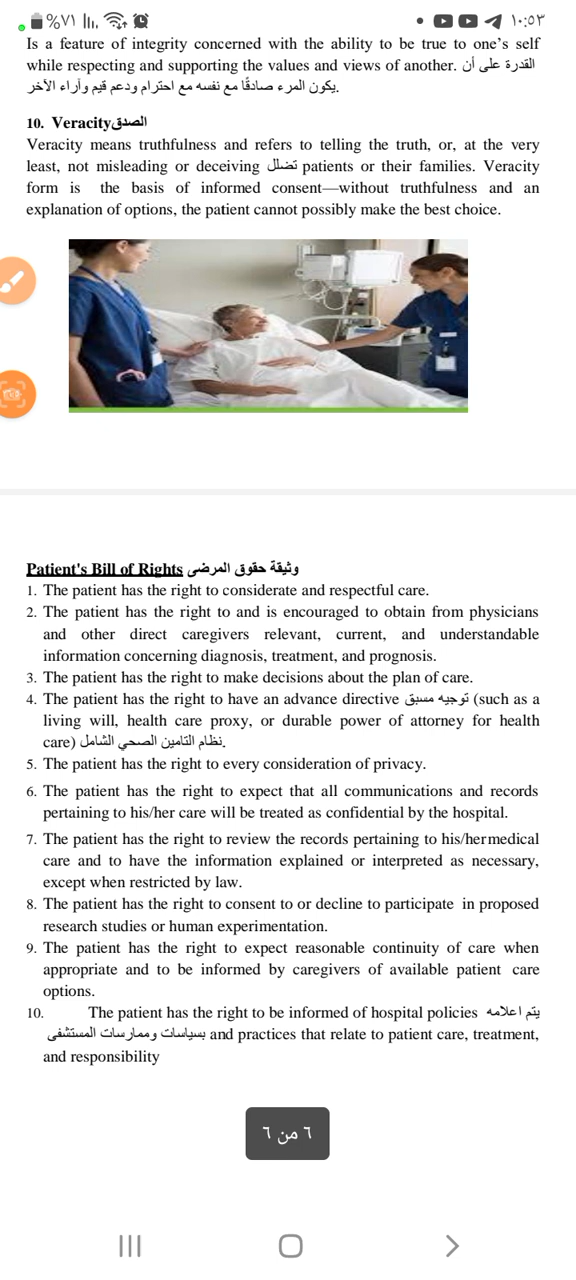 %٧١ ١٠:٥٣
Is a feature of integrity concerned with the ability to be true to one's self
while respecting and supporting the values and views of another. القدرة على أن
يكون المرء صادقًا مع نفسه مع احترام ودعم قيم وآراء الآخر.
10. Veracityالصدق
Veracity means truthfulness and refers to telling the truth, or, at the very
least, not misleading or deceiving تضلل patients or their families. Veracity
form is the basis of informed consent—without truthfulness and an
explanation of options, the patient cannot possibly make the best choice.
Patient's Bill of Rights وثيقة حقوق المرضى
1. The patient has the right to considerate and respectful care.
2. The patient has the right to and is encouraged to obtain from physicians
and other direct caregivers relevant, current, and understandable
information concerning diagnosis, treatment, and prognosis.
3. The patient has the right to make decisions about the plan of care.
4. The patient has the right to have an advance directive توجيه مسبق (such as a
living will, health care proxy, or durable power of attorney for health
care) نظام التامين الصحي الشامل.
5. The patient has the right to every consideration of privacy.
6. The patient has the right to expect that all communications and records
pertaining to his/her care will be treated as confidential by the hospital.
7. The patient has the right to review the records pertaining to his/hermedical
care and to have the information explained or interpreted as necessary,
except when restricted by law.
8. The patient has the right to consent to or decline to participate in proposed
research studies or human experimentation.
9. The patient has the right to expect reasonable continuity of care when
appropriate and to be informed by caregivers of available patient care
options.
10. The patient has the right to be informed of hospital policies يتم اعلامه
بسياسات وممارسات المستشفى and practices that relate to patient care, treatment,
and responsibility
٦ من ٦